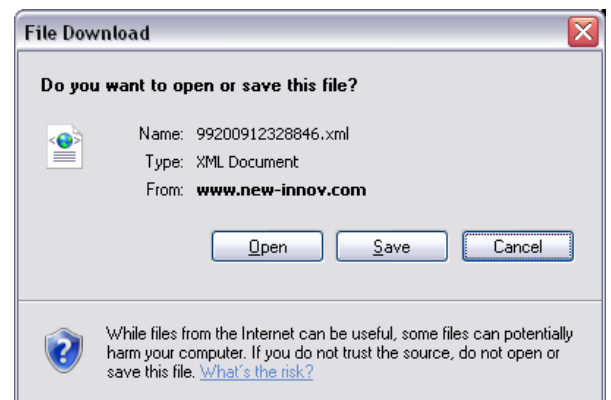 File Download
Do you want to open or save this file?
Name: 99200912328846.xml
Type: XML Document
From: www.new-innov.com
Open Save Cancel
While files from the Internet can be useful, some files can potentially
harm your computer. If you do not trust the source, do not open or
save this file. What's the risk?